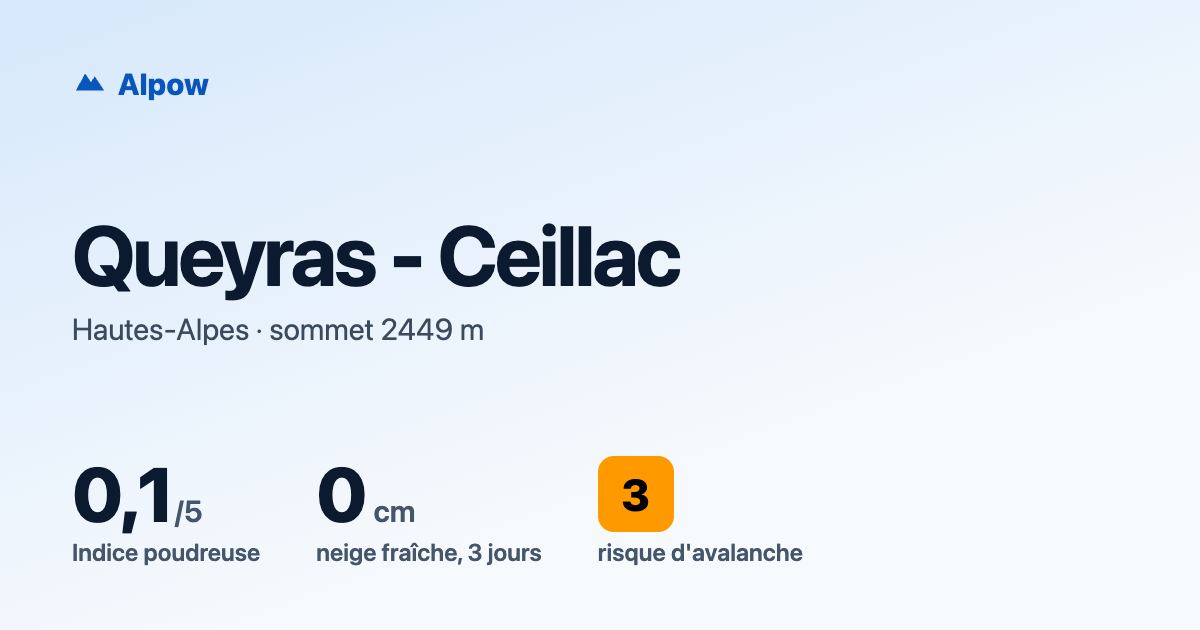 Alpow
Queyras - Ceillac
Hautes-Alpes · sommet 2449 m
0,1/5
Indice poudreuse
0 cm
neige fraîche, 3 jours
3
risque d'avalanche